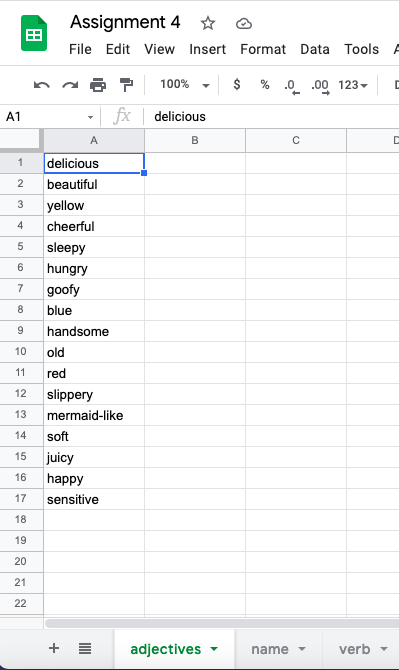 Assignment 4
File Edit View Insert Format Data Tools A
100% $ % .0 .00 123 D
A1 fx delicious
A B C D
1 delicious
2 beautiful
3 yellow
4 cheerful
5 sleepy
6 hungry
7 goofy
8 blue
9 handsome
10 old
11 red
12 slippery
13 mermaid-like
14 soft
15 juicy
16 happy
17 sensitive
18
19
20
21
22
+ adjectives name verb